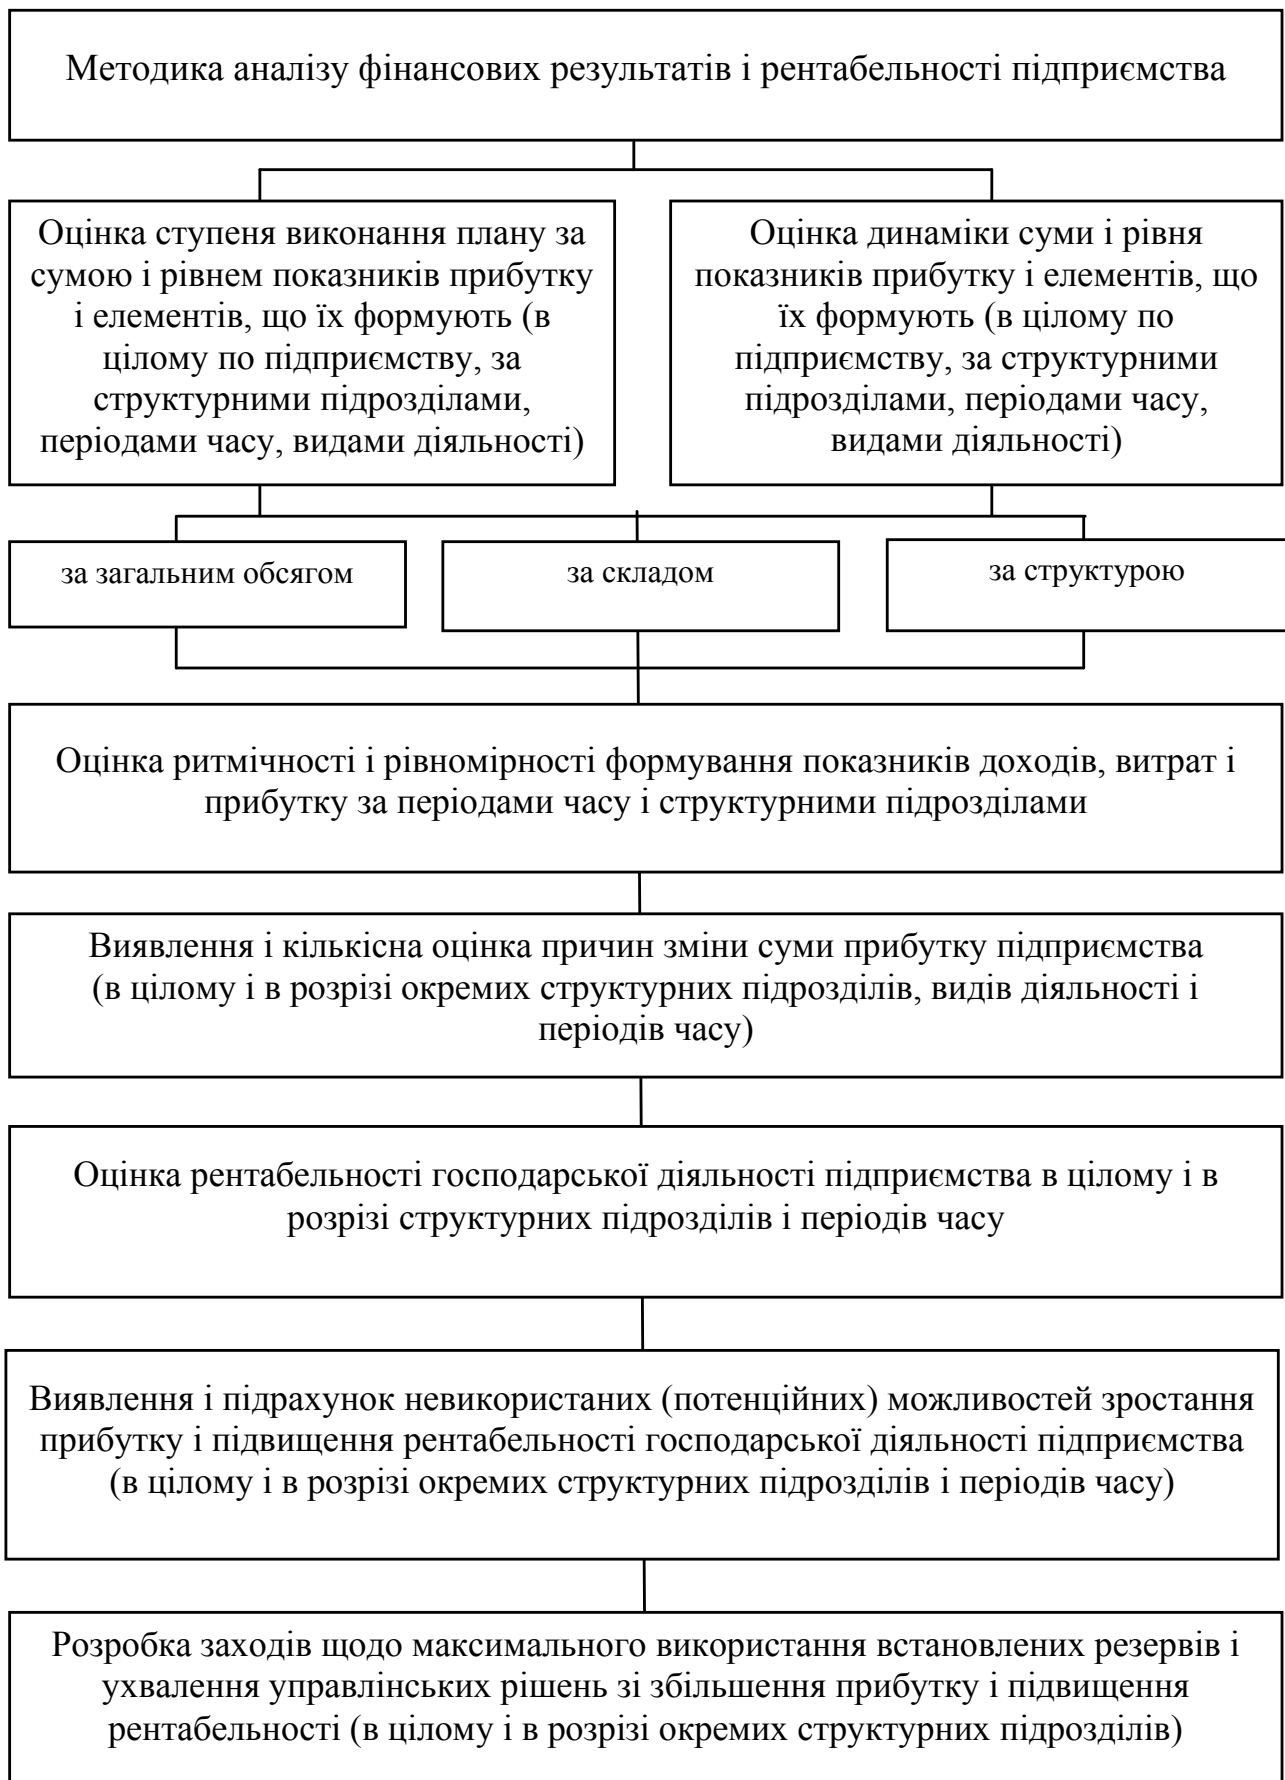 Методика аналізу фінансових результатів і рентабельності підприємства
Оцінка ступеня виконання плану за
сумою і рівнем показників прибутку
і елементів, що їх формують (в
цілому по підприємству, за
структурними підрозділами,
періодами часу, видами діяльності)
Оцінка динаміки суми і рівня
показників прибутку і елементів, що
їх формують (в цілому по
підприємству, за структурними
підрозділами, періодами часу,
видами діяльності)
за загальним обсягом
за складом
за структурою
Оцінка ритмічності і рівномірності формування показників доходів, витрат і
прибутку за періодами часу і структурними підрозділами
Виявлення і кількісна оцінка причин зміни суми прибутку підприємства
(в цілому і в розрізі окремих структурних підрозділів, видів діяльності і
періодів часу)
Оцінка рентабельності господарської діяльності підприємства в цілому і в
розрізі структурних підрозділів і періодів часу
Виявлення і підрахунок невикористаних (потенційних) можливостей зростання
прибутку і підвищення рентабельності господарської діяльності підприємства
(в цілому і в розрізі окремих структурних підрозділів і періодів часу)
Розробка заходів щодо максимального використання встановлених резервів і
ухвалення управлінських рішень зі збільшення прибутку і підвищення
рентабельності (в цілому і в розрізі окремих структурних підрозділів)